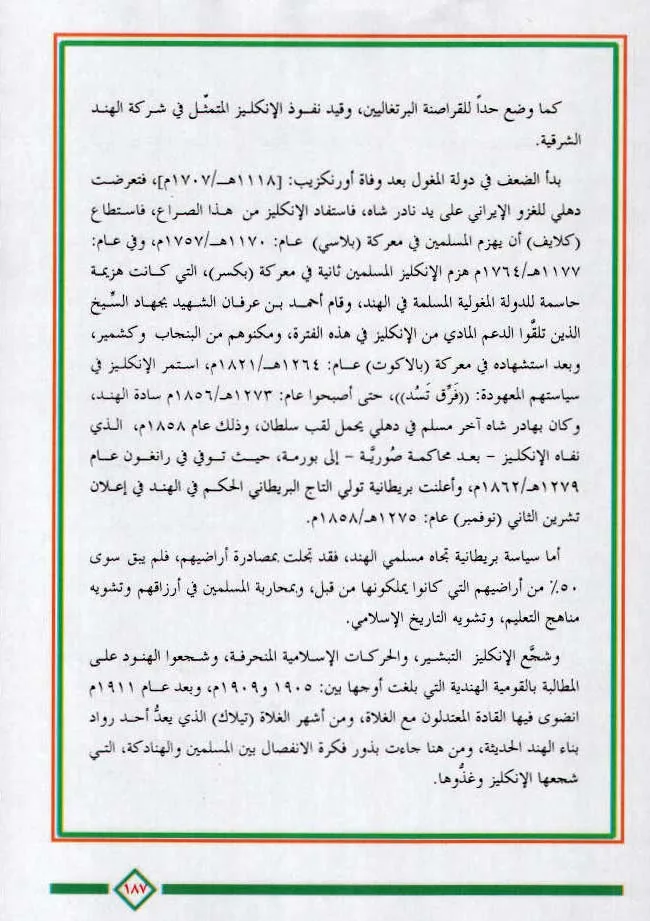 كما وضع حداً للقراصنة البرتغاليين، وقيد نفوذ الإنكليز المتمثّل في شركة الهند
الشرقية.
بدأ الضعف في دولة المغول بعد وفاة أورنكزيب: [١١١٨هـ/١٧٠٧م]، فتعرضت
دهلي للغزو الإيراني على يد نادر شاه، فاستفاد الإنكليز من هذا الصراع، فاستطاع
(كلايف) أن يهزم المسلمين في معركة (بلاسي) عام: ١١٧٠هـ/١٧٥٧م، وفي عام:
١١٧٧هـ/١٧٦٤م هزم الإنكليز المسلمين ثانية في معركة (بكسر)، التي كانت هزيمة
حاسمة للدولة المغولية المسلمة في الهند، وقام أحمد بن عرفان الشهيد بجهاد السِّيخ
الذين تلقَّوا الدعم المادي من الإنكليز في هذه الفترة، ومكنوهم من البنجاب وكشمير،
وبعد استشهاده في معركة (بالاكوت) عام: ١٢٦٤هـ/١٨٢١م، استمر الإنكليز في
سياستهم المعهودة: ((فَرِّق تَسُد))، حتى أصبحوا عام: ١٢٧٣هـ/١٨٥٦م سادة الهند،
وكان بهادر شاه آخر مسلم في دهلي يحمل لقب سلطان، وذلك عام ١٨٥٨م، الذي
نفاه الإنكليز - بعد محاكمة صُوريَّة - إلى بورمة، حيث توفي في رانغون عام
١٢٧٩هـ/١٨٦٢م، وأعلنت بريطانية تولي التاج البريطاني الحكم في الهند في إعلان
تشرين الثاني (نوفمبر) عام: ١٢٧٥هـ/١٨٥٨م.
أما سياسة بريطانية تجاه مسلمي الهند، فقد تجلت بمصادرة أراضيهم، فلم يبق سوى
٥٠٪ من أراضيهم التي كانوا يملكونها من قبل، وبمحاربة المسلمين في أرزاقهم وتشويه
مناهج التعليم، وتشويه التاريخ الإسلامي.
وشجَّع الإنكليز التبشير، والحركات الإسلامية المنحرفة، وشجعوا الهنود على
المطالبة بالقومية الهندية التي بلغت أوجها بين: ١٩٠٥ و١٩٠٩م، وبعد عام ١٩١١م
انضوى فيها القادة المعتدلون مع الغلاة، ومن أشهر الغلاة (تيلاك) الذي يعدُّ أحد رواد
بناء الهند الحديثة، ومن هنا جاءت بذور فكرة الانفصال بين المسلمين والهنادكة، التي
شجعها الإنكليز وغذُّوها.
١٨٧